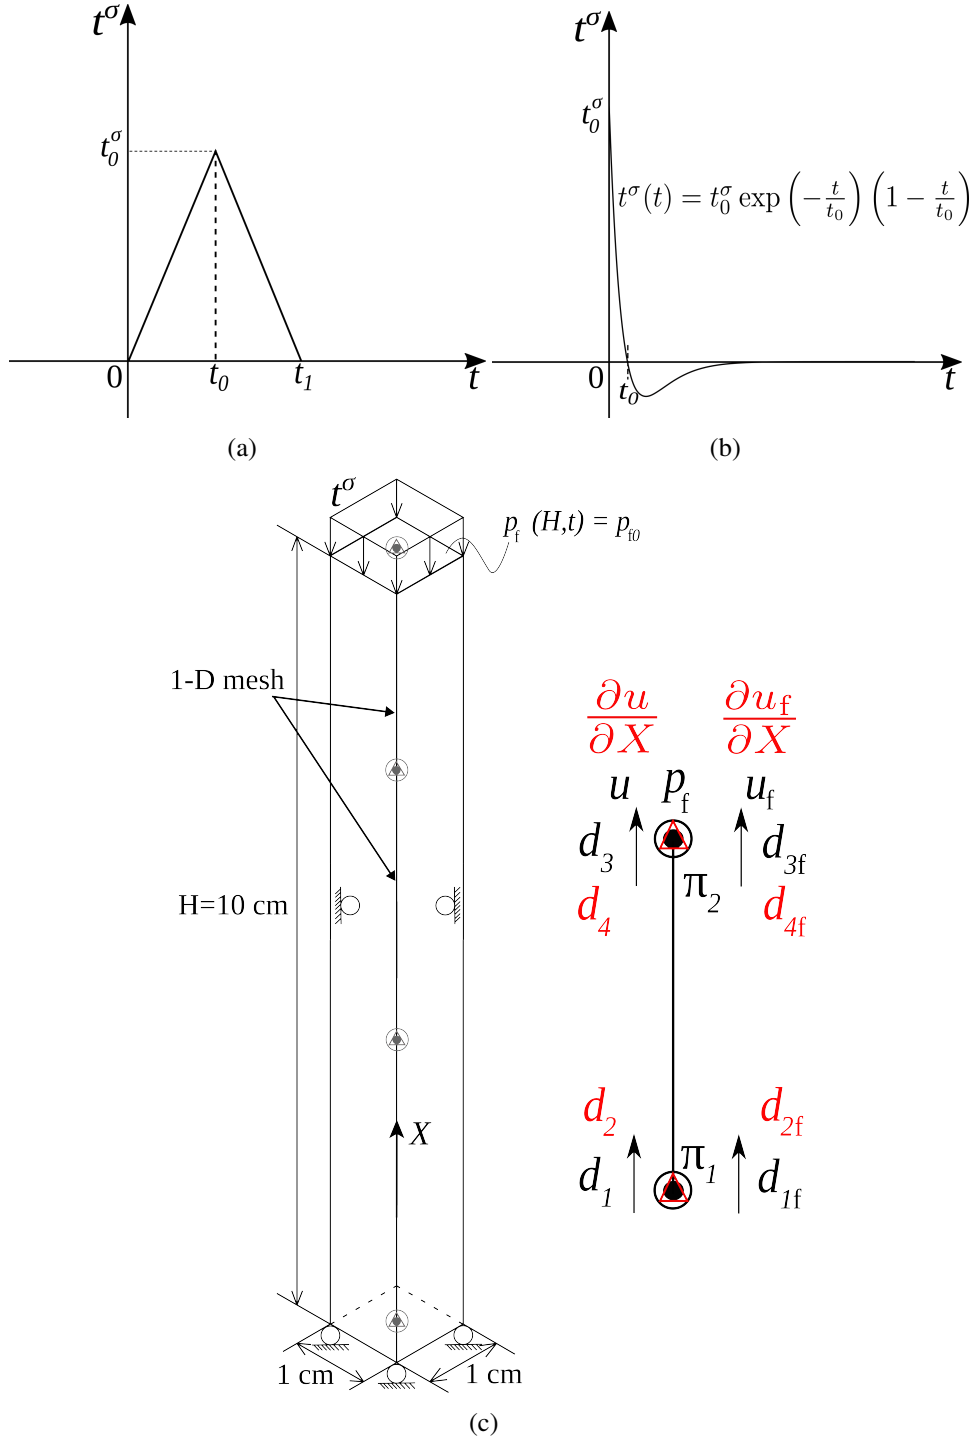 t^σ
t_0^σ
0
t_0
t_1
t
(a)
t^σ
t_0^σ
t^σ(t) = t_0^σ exp(−t/t_0)(1 − t/t_0)
0
t_0
t
(b)
t^σ
p_f (H,t) = p_f0
1-D mesh
H=10 cm
X
1 cm
1 cm
∂u/∂X
∂u_f/∂X
u
p_f
u_f
d_3
d_3f
π_2
d_4
d_4f
d_2
d_2f
π_1
d_1
d_1f
(c)